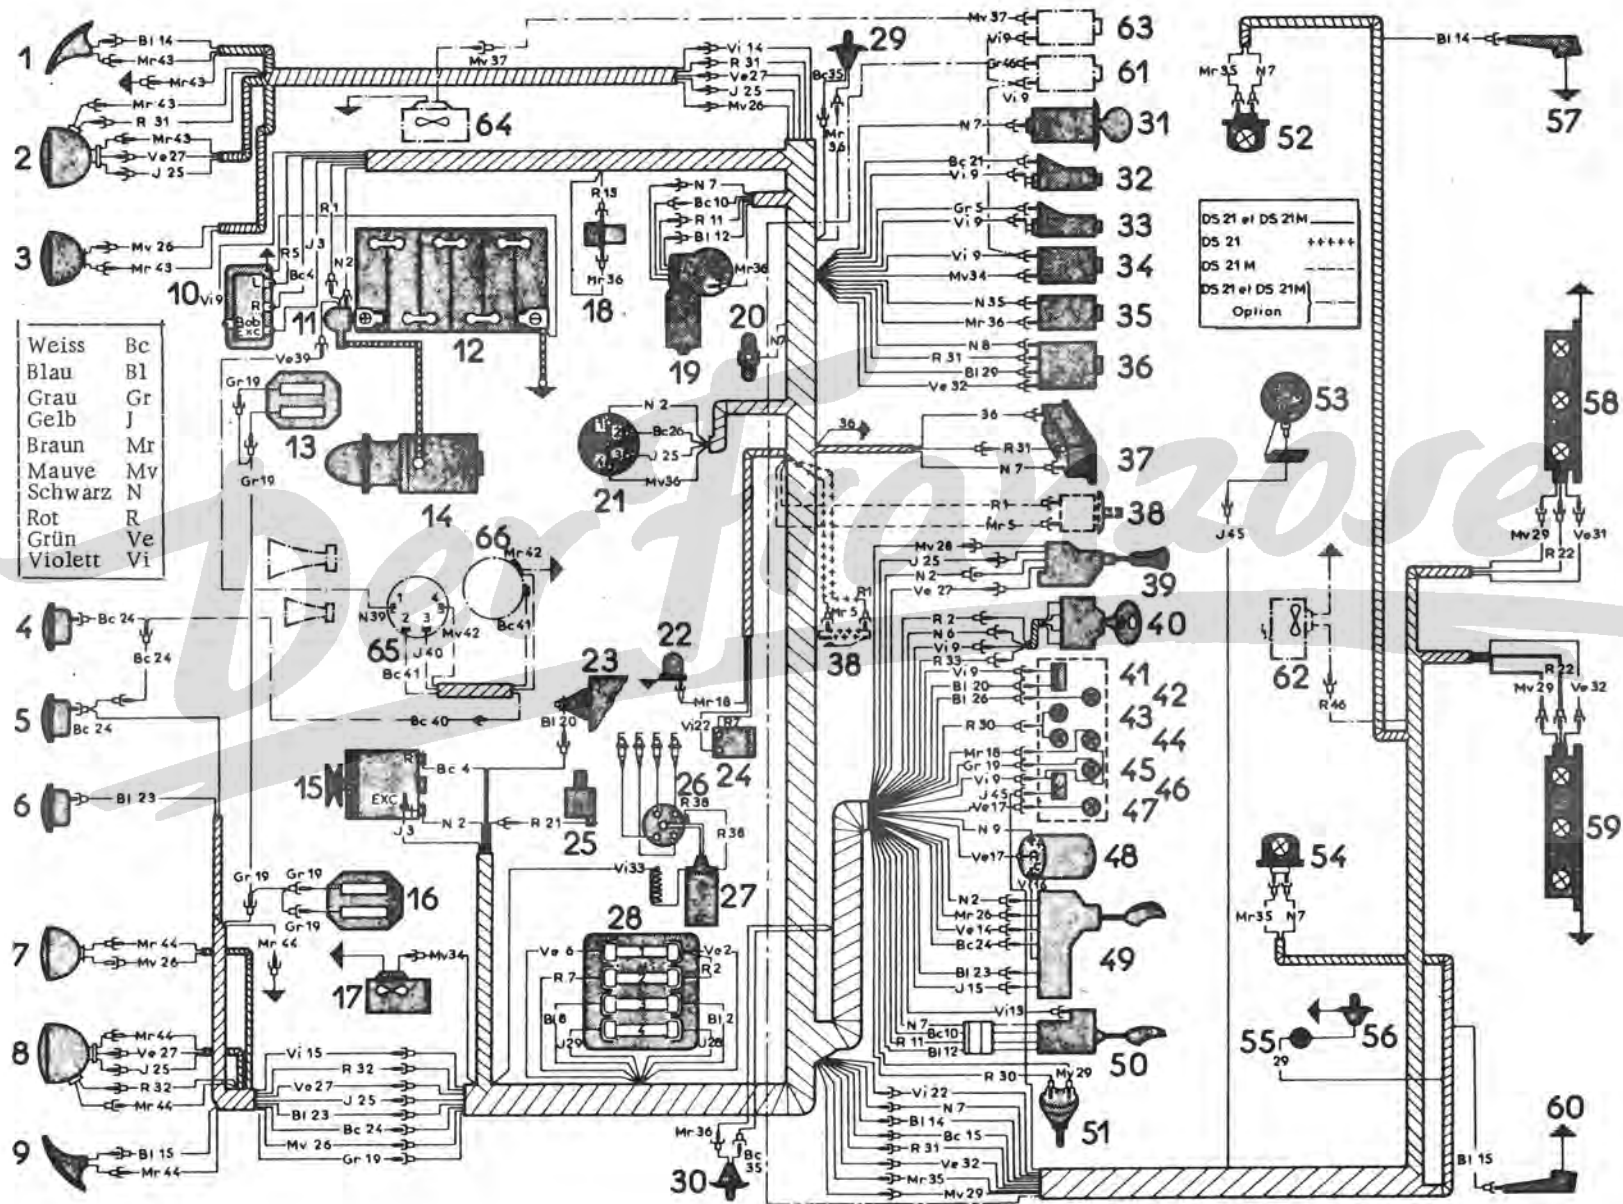 1
Bl 14
Mr 43
Mr 43
2
Mr 43
R 31
Mr 43
Ve 27
J 25
3
Mv 26
Mr 43
Mv 37
64
Vi 14
R 31
Ve 27
J 25
Mv 26
29
Bc 35
Mr 36
Mv 37
Vi 9
63
Gr 46
61
Vi 9
N 7
31
Bc 21
Vi 9
32
Gr 5
Vi 9
33
Vi 9
Mv 34
34
N 35
Mr 36
35
N 8
R 31
Bl 29
Ve 32
36
10
Vi 9
L
R
Bob
EXC
R 5
Bc 4
J 3
R 1
N 2
11
12
R 13
Mr 36
18
N 7
Bc 10
R 11
Bl 12
Mr 36
19
20
N 7
Weiss Bc
Blau Bl
Grau Gr
Gelb J
Braun Mr
Mauve Mv
Schwarz N
Rot R
Grün Ve
Violett Vi
Ve 39
Gr 19
13
Gr 19
14
N 2
Bc 26
J 25
Mv 36
21
36
36
R 31
N 7
37
R 1
Mr 5
38
Mr 5
R 1
38
Mv 28
J 25
N 2
Ve 27
39
R 2
N 6
Vi 9
R 33
40
Vi 9
Bl 20
Bl 26
R 30
Mr 18
Gr 19
Vi 9
J 45
Ve 17
41
42
43
44
45
46
47
Der Franzose
4
Bc 24
Bc 24
5
Bc 24
6
Bl 23
N 39
1
2
3
4
65
J 40
Mv 42
Bc 41
66
Mr 42
Bc 41
Bc 40
22
Mr 18
23
Bl 20
Vi 22
R 7
24
15
R
EXC
Bc 4
J 3
N 2
R 21
25
26
R 38
R 38
27
Vi 33
N 9
Ve 17
48
Vi 16
N 2
Mr 26
Ve 14
Bc 24
Bl 23
J 15
49
Vi 13
N 7
Bc 10
R 11
Bl 12
50
R 30
Mv 29
51
Gr 19
Gr 19
Gr 19
16
Mr 44
Mv 34
17
28
Ve 6
R 7
Bl 8
J 29
Ve 2
R 2
Bl 2
J 28
7
Mr 44
Mv 26
8
Mr 44
Ve 27
J 25
R 32
Mr 44
9
Bl 15
Mr 44
Vi 15
R 32
Ve 27
J 25
Bl 23
Bc 24
Mv 26
Gr 19
Mr 36
Bc 35
30
Vi 22
N 7
Bl 14
Bc 15
R 31
Ve 32
Mr 35
Mv 29
Mr 35
N 7
52
Bl 14
57
DS 21 et DS 21M
DS 21 +++++
DS 21 M
DS 21 et DS 21M
Option
53
J 45
58
Mv 29
R 22
Ve 31
62
R 46
Mv 29
R 22
Ve 32
59
54
Mr 35
N 7
55
29
56
Bl 15
60